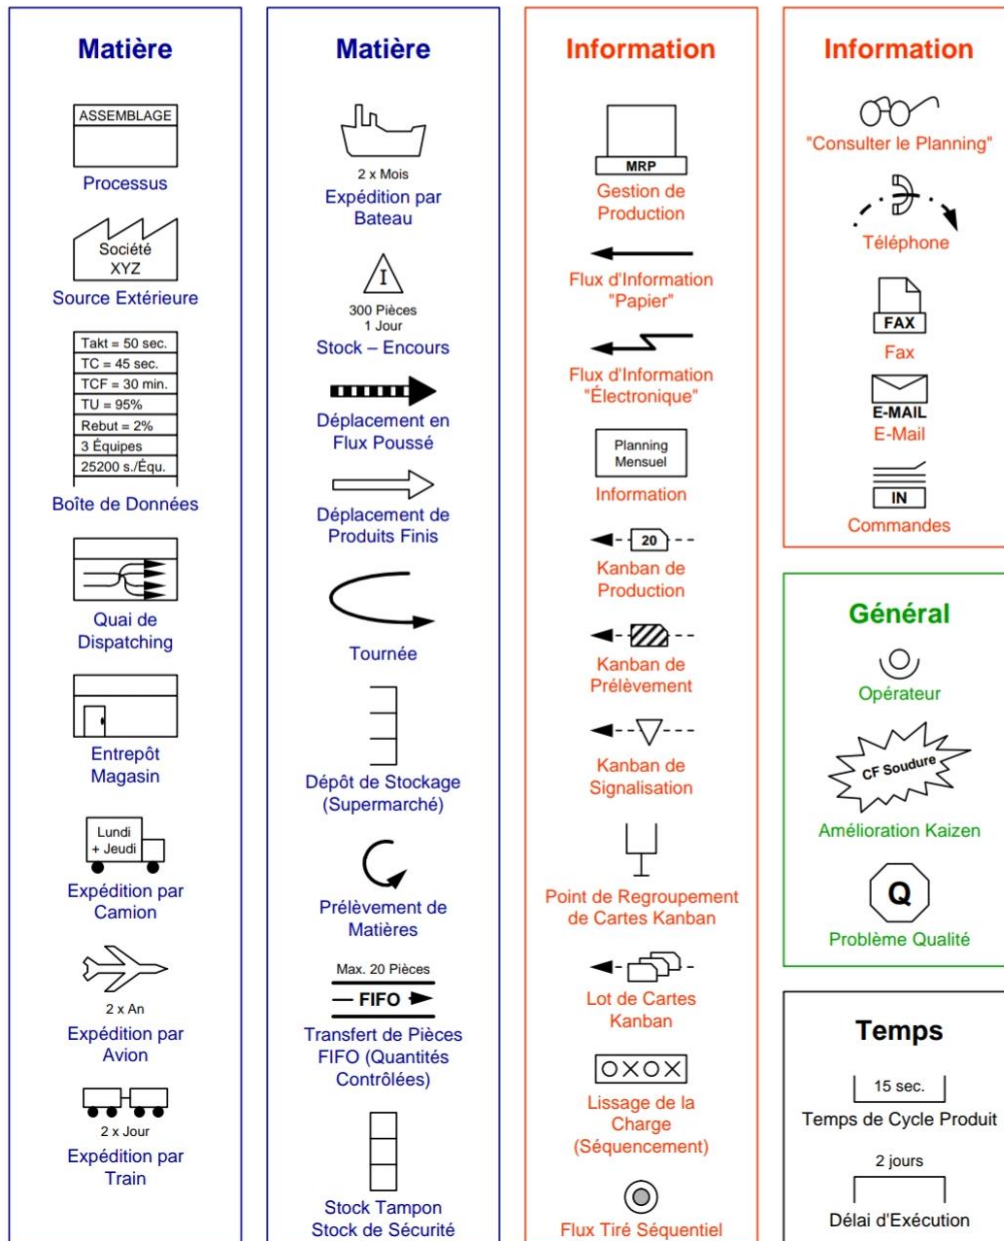 Matière
ASSEMBLAGE
Processus
Société
XYZ
Source Extérieure
Takt = 50 sec.
TC = 45 sec.
TCF = 30 min.
TU = 95%
Rebut = 2%
3 Équipes
25200 s./Équ.
Boîte de Données
Quai de
Dispatching
Entrepôt
Magasin
Lundi
+ Jeudi
Expédition par
Camion
2 x An
Expédition par
Avion
2 x Jour
Expédition par
Train
Matière
2 x Mois
Expédition par
Bateau
I
300 Pièces
1 Jour
Stock – Encours
Déplacement en
Flux Poussé
Déplacement de
Produits Finis
Tournée
Dépôt de Stockage
(Supermarché)
Prélèvement de
Matières
Max. 20 Pièces
FIFO
Transfert de Pièces
FIFO (Quantités
Contrôlées)
Stock Tampon
Stock de Sécurité
Information
MRP
Gestion de
Production
Flux d'Information
"Papier"
Flux d'Information
"Électronique"
Planning
Mensuel
Information
20
Kanban de
Production
Kanban de
Prélèvement
Kanban de
Signalisation
Point de Regroupement
de Cartes Kanban
Lot de Cartes
Kanban
OXOX
Lissage de la
Charge
(Séquencement)
Flux Tiré Séquentiel
Information
"Consulter le Planning"
Téléphone
FAX
Fax
E-MAIL
E-Mail
IN
Commandes
Général
Opérateur
CF Soudure
Amélioration Kaizen
Q
Problème Qualité
Temps
15 sec.
Temps de Cycle Produit
2 jours
Délai d'Exécution